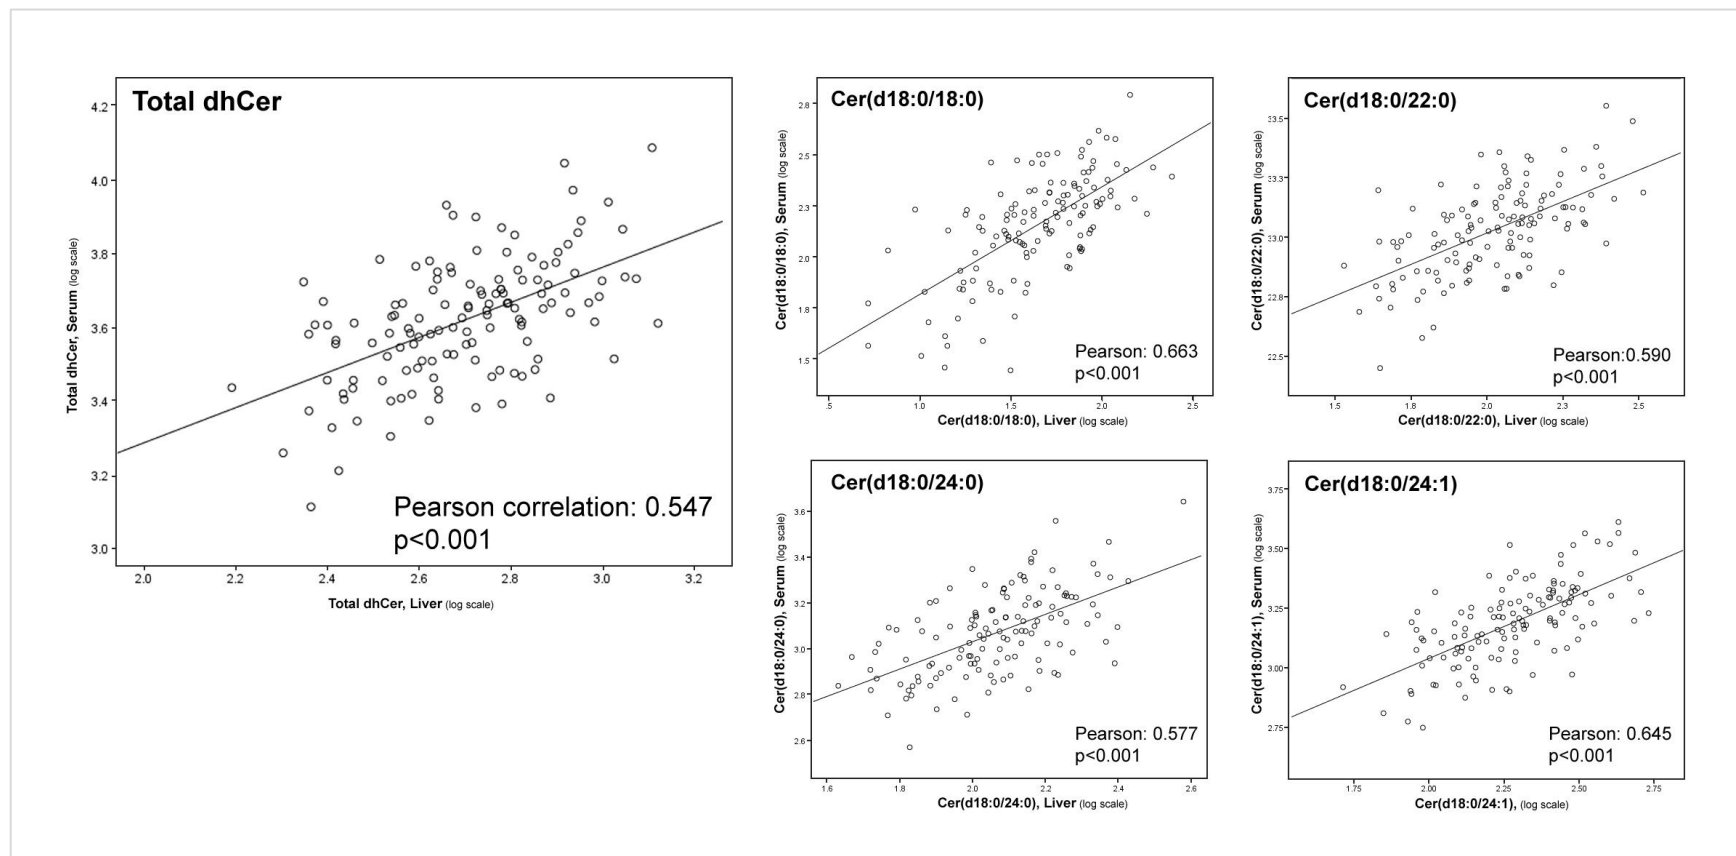 Total dhCer
4.2
4.0
3.8
3.6
3.4
3.2
3.0
Total dhCer, Serum (log scale)
Pearson correlation: 0.547
p<0.001
2.0 2.2 2.4 2.6 2.8 3.0 3.2
Total dhCer, Liver (log scale)
Cer(d18:0/18:0)
2.8
2.5
2.3
2.0
1.8
1.5
Cer(d18:0/18:0), Serum (log scale)
Pearson: 0.663
p<0.001
.5 1.0 1.5 2.0 2.5
Cer(d18:0/18:0), Liver (log scale)
Cer(d18:0/22:0)
33.5
33.3
33.0
22.8
22.5
Cer(d18:0/22:0), Serum (log scale)
Pearson:0.590
p<0.001
1.5 1.8 2.0 2.3 2.5
Cer(d18:0/22:0), Liver (log scale)
Cer(d18:0/24:0)
3.6
3.4
3.2
3.0
2.8
2.6
Cer(d18:0/24:0), Serum (log scale)
Pearson: 0.577
p<0.001
1.6 1.8 2.0 2.2 2.4 2.6
Cer(d18:0/24:0), Liver (log scale)
Cer(d18:0/24:1)
3.75
3.50
3.25
3.00
2.75
Cer(d18:0/24:1), Serum (log scale)
Pearson: 0.645
p<0.001
1.75 2.00 2.25 2.50 2.75
Cer(d18:0/24:1), (log scale)